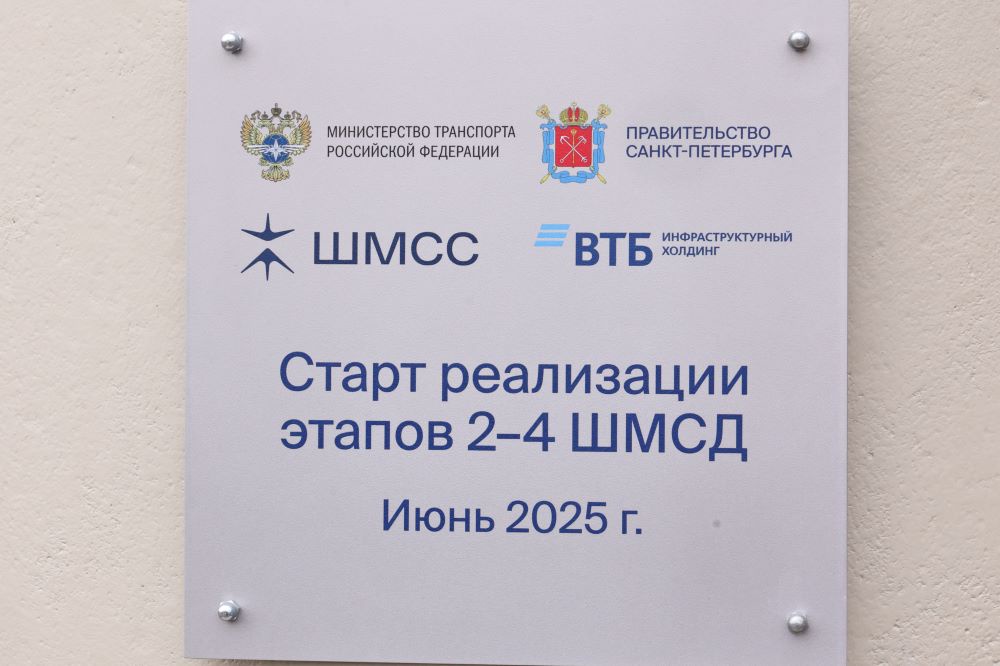 МИНИСТЕРСТВО ТРАНСПОРТА
РОССИЙСКОЙ ФЕДЕРАЦИИ
ПРАВИТЕЛЬСТВО
САНКТ-ПЕТЕРБУРГА
ШМСС
ВТБ
ИНФРАСТРУКТУРНЫЙ
ХОЛДИНГ
Старт реализации
этапов 2–4 ШМСД
Июнь 2025 г.